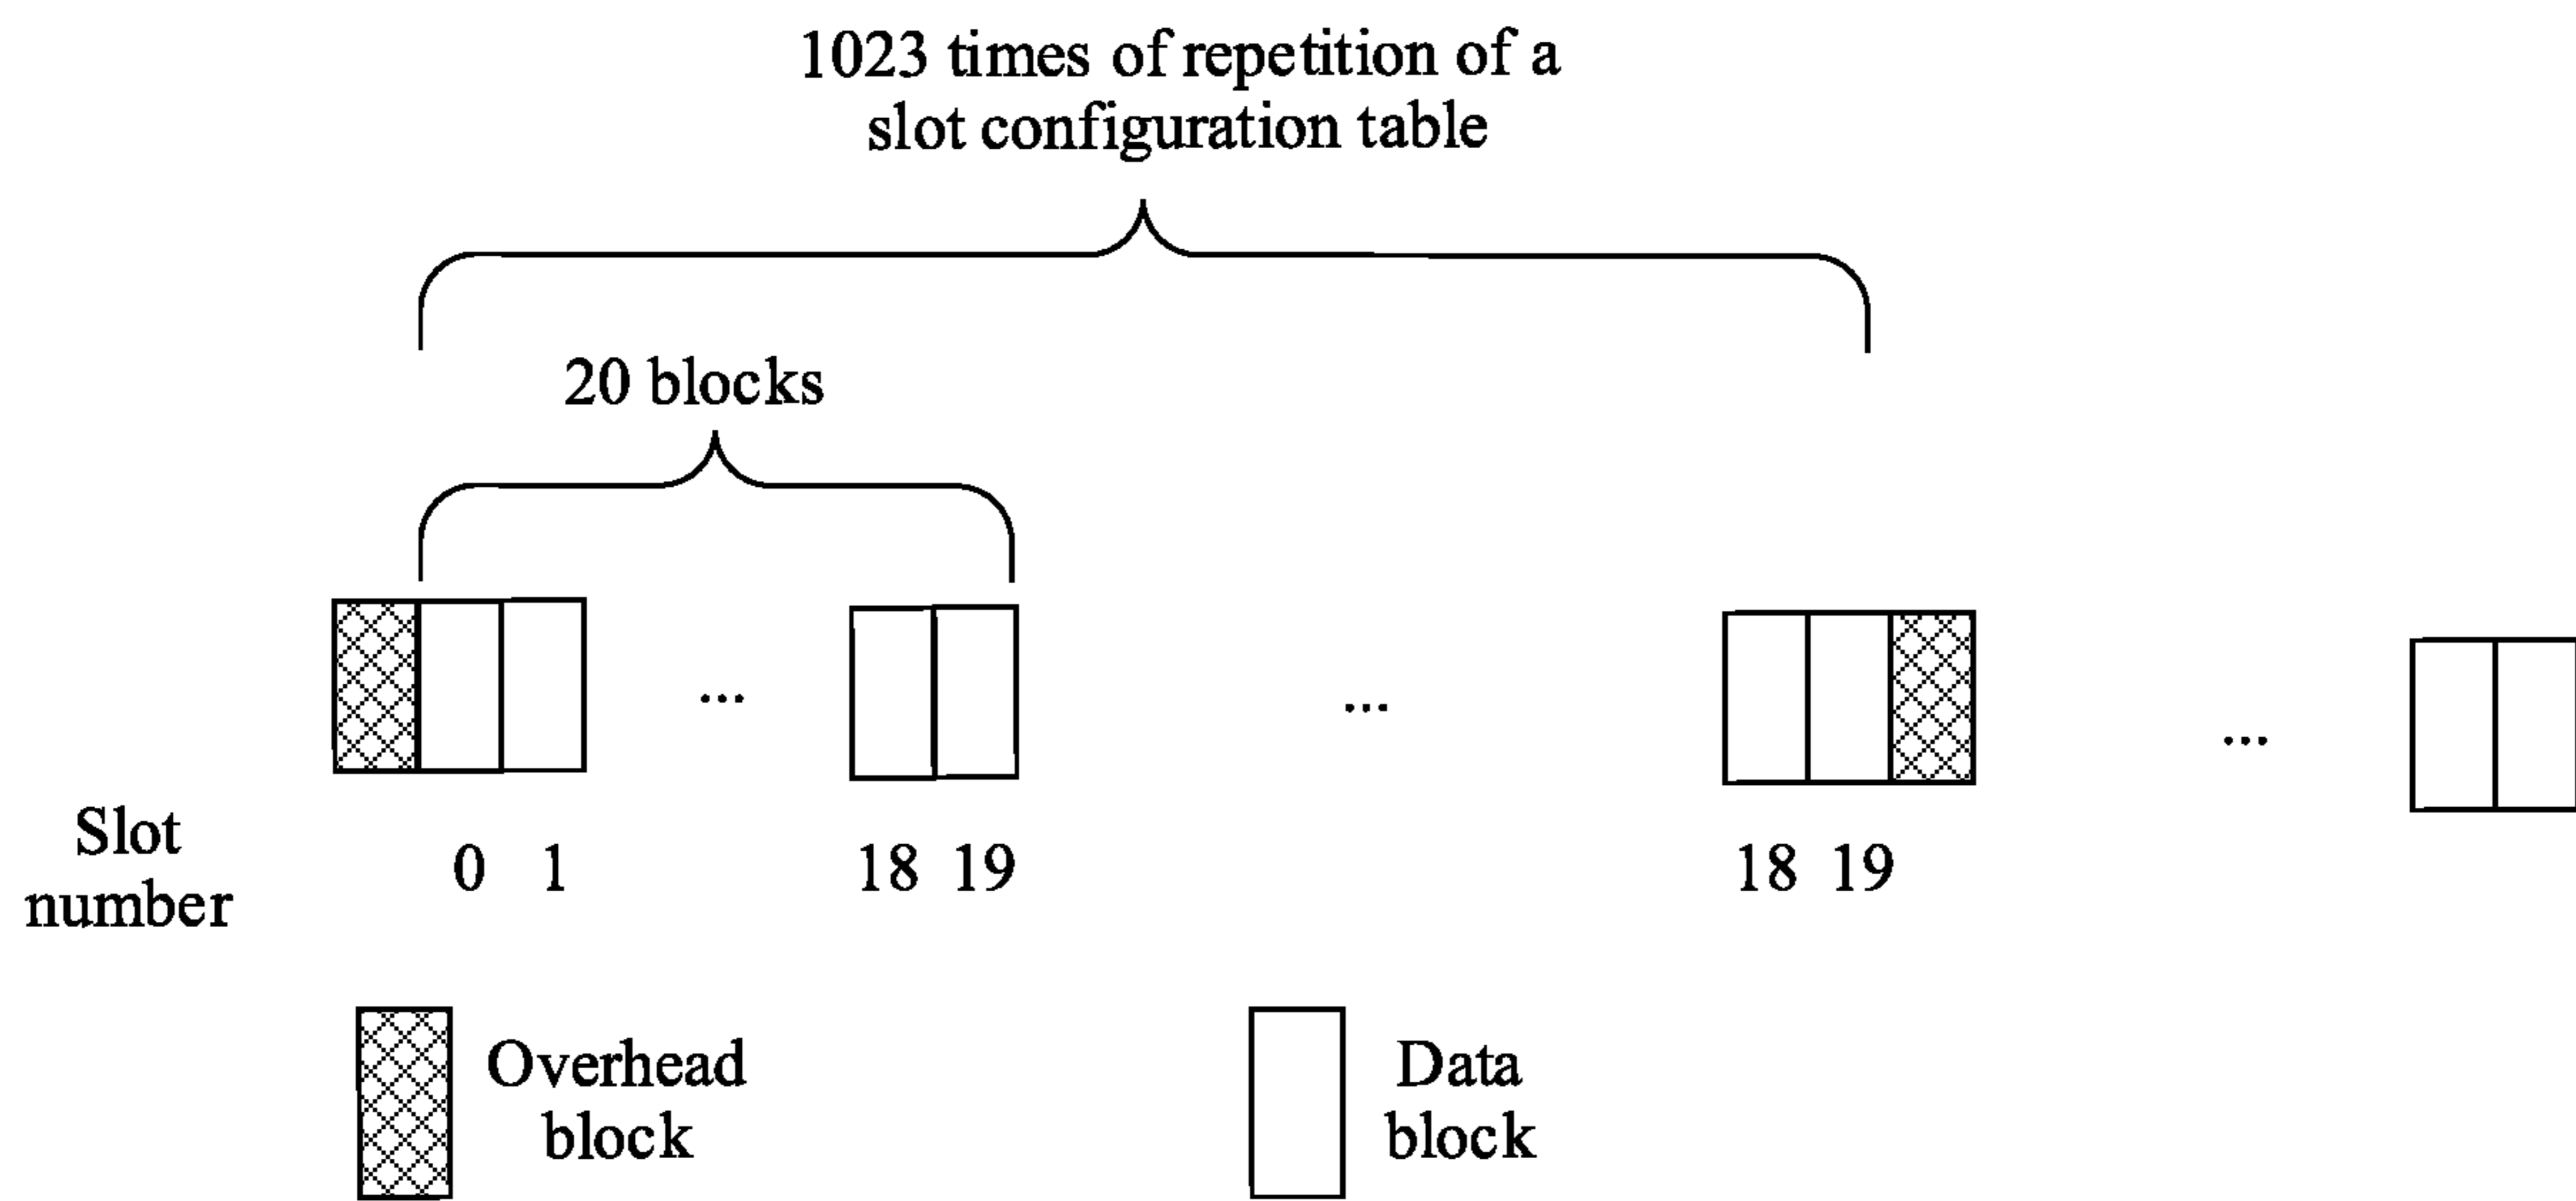 1023 times of repetition of a
slot configuration table
20 blocks
...
...
...
Slot
number
0 1 18 19 18 19
Overhead
block
Data
block